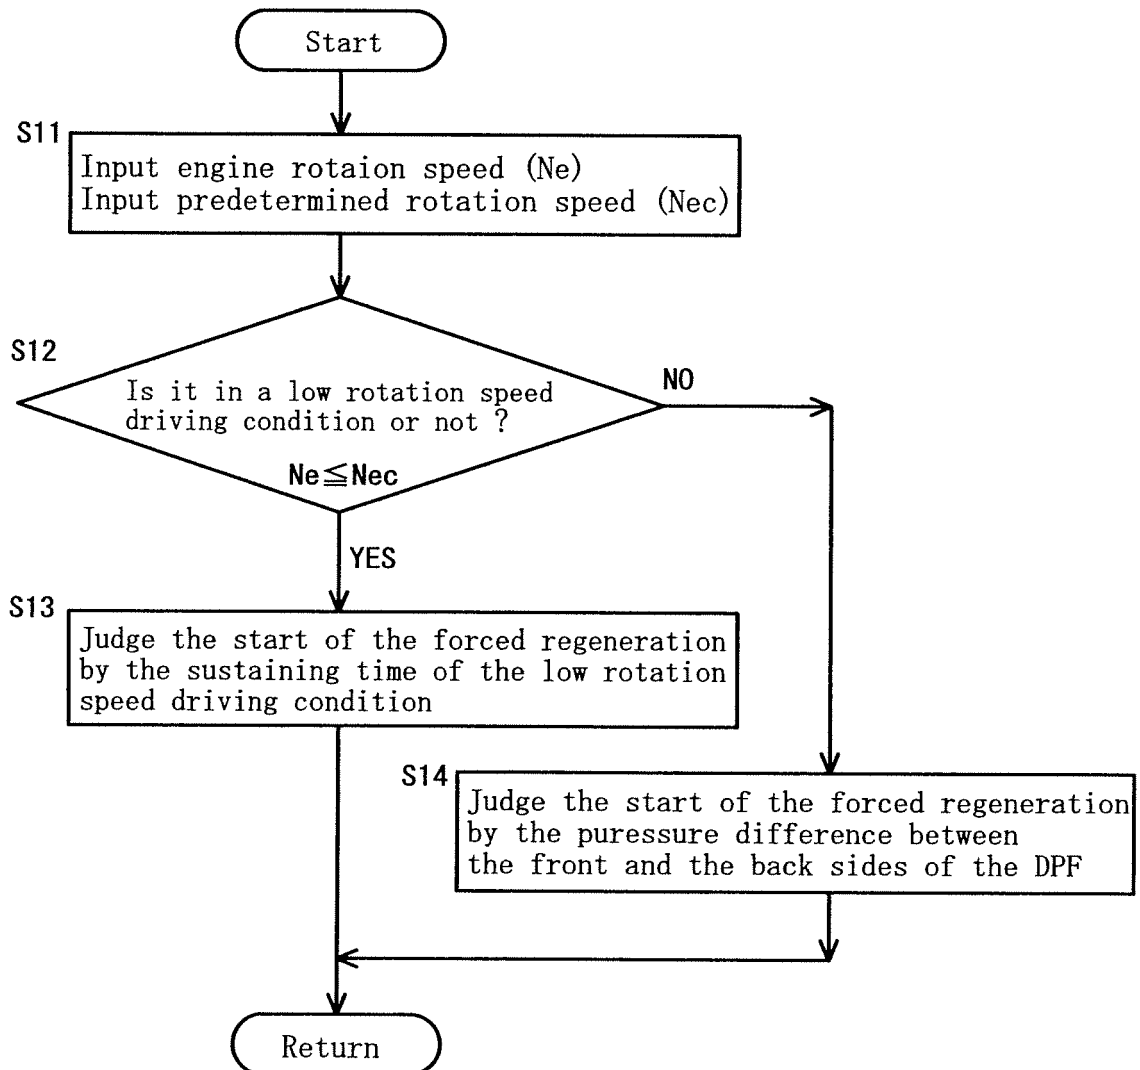 Start
S11
Input engine rotaion speed (Ne)
Input predetermined rotation speed (Nec)
S12
Is it in a low rotation speed
driving condition or not ?
Ne≦Nec
NO
YES
S13
Judge the start of the forced regeneration
by the sustaining time of the low rotation
speed driving condition
S14
Judge the start of the forced regeneration
by the puressure difference between
the front and the back sides of the DPF
Return